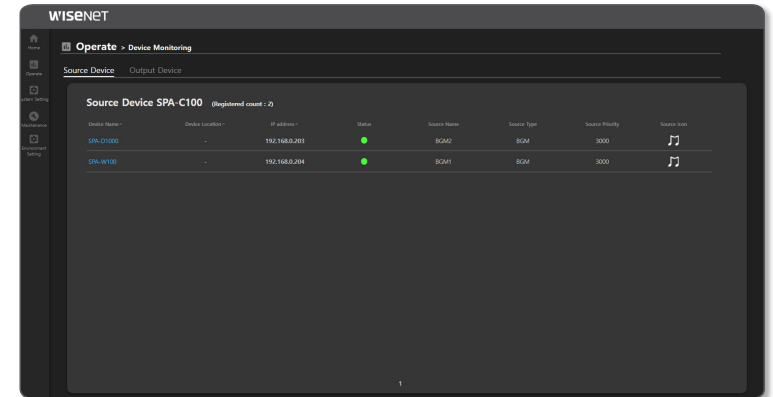 WISENET
Home
Operate
System Setting
Maintenance
Environment Setting
Operate > Device Monitoring
Source Device Output Device
Source Device SPA-C100 (Registered count : 2)
Device Name Device Location IP address Status Source Name Source Type Source Priority Source Icon
SPA-D1000 - 192.168.0.203 BGM2 BGM 3000
SPA-W100 - 192.168.0.204 BGM1 BGM 3000
1